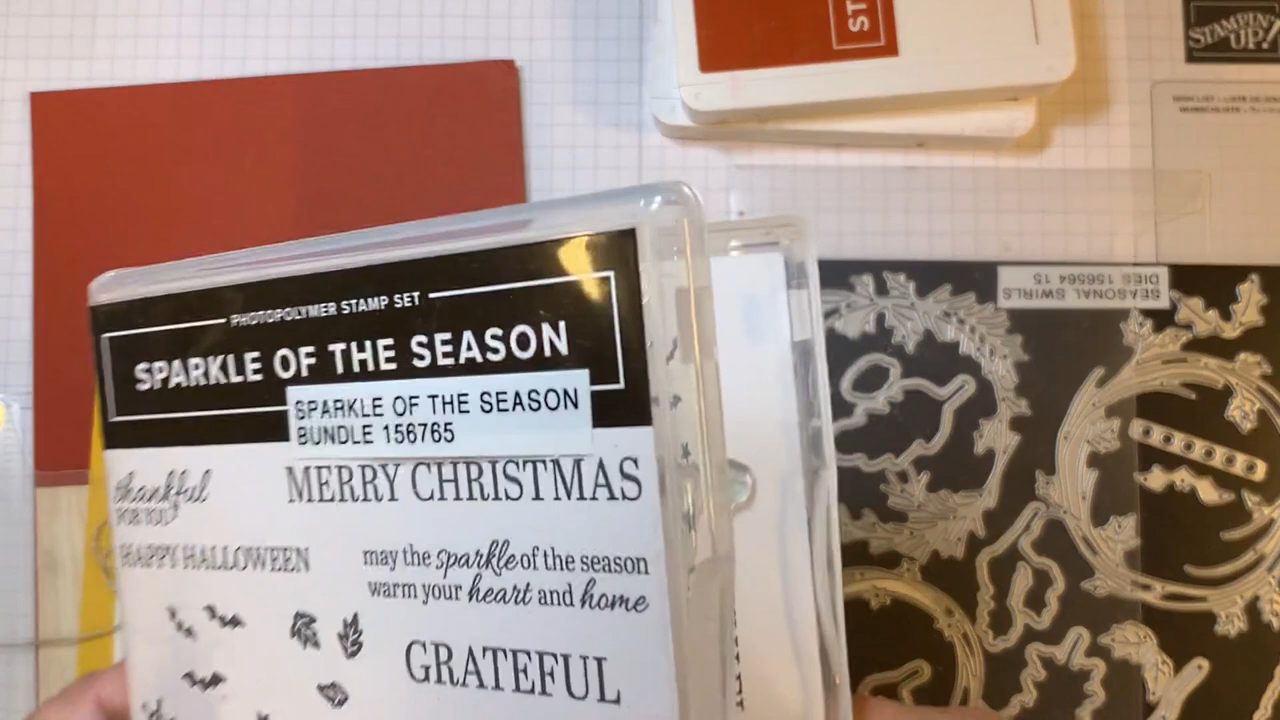 ST
STAMPIN' UP!
PHOTOPOLYMER STAMP SET
SPARKLE OF THE SEASON
SPARKLE OF THE SEASON
BUNDLE 156765
SEASONAL SWIRLS
DIES 156564 15
thankful
FOR YOU
MERRY CHRISTMAS
HAPPY HALLOWEEN
may the sparkle of the season
warm your heart and home
GRATEFUL